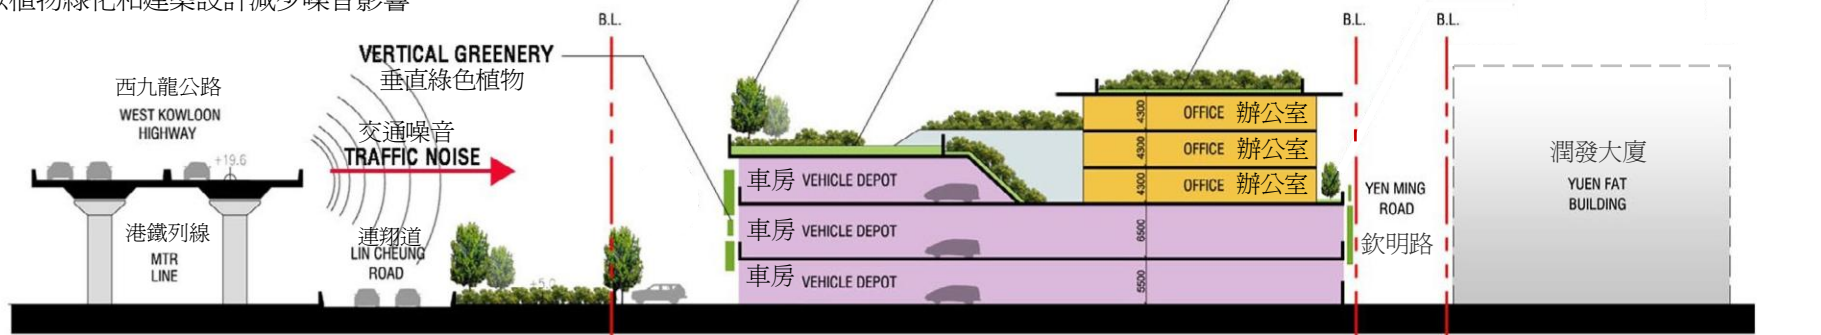 植物綠化和建築設計減少噪音影響
B.L.
B.L.
B.L.
VERTICAL GREENERY
垂直綠色植物
西九龍公路
WEST KOWLOON
HIGHWAY
+19.6
交通噪音
TRAFFIC NOISE
港鐵列線
MTR
LINE
連翔道
LIN CHEUNG
ROAD
+5.0
4300
OFFICE 辦公室
4300
OFFICE 辦公室
4300
OFFICE 辦公室
車房 VEHICLE DEPOT
車房 VEHICLE DEPOT
6500
車房 VEHICLE DEPOT
5500
YEN MING
ROAD
欽明路
潤發大廈
YUEN FAT
BUILDING